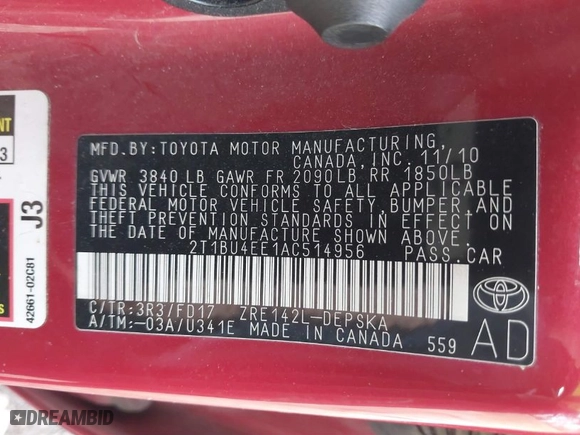 MFD. BY: TOYOTA MOTOR MANUFACTURING,
CANADA, INC. 11/10
GVWR 3840 LB GAWR FR 2090LB RR 1850LB
THIS VEHICLE CONFORMS TO ALL APPLICABLE
FEDERAL MOTOR VEHICLE SAFETY, BUMPER AND
THEFT PREVENTION STANDARDS IN EFFECT ON
THE DATE OF MANUFACTURE SHOWN ABOVE.
2T1BU4EE1AC514956 PASS. CAR
C/TR: 3R3/FD17 ZRE142L-DEPSKA
A/TM: -03A/U341E MADE IN CANADA 559
AD
TOYOTA
J3
42661-02C81
3
DREAMBID